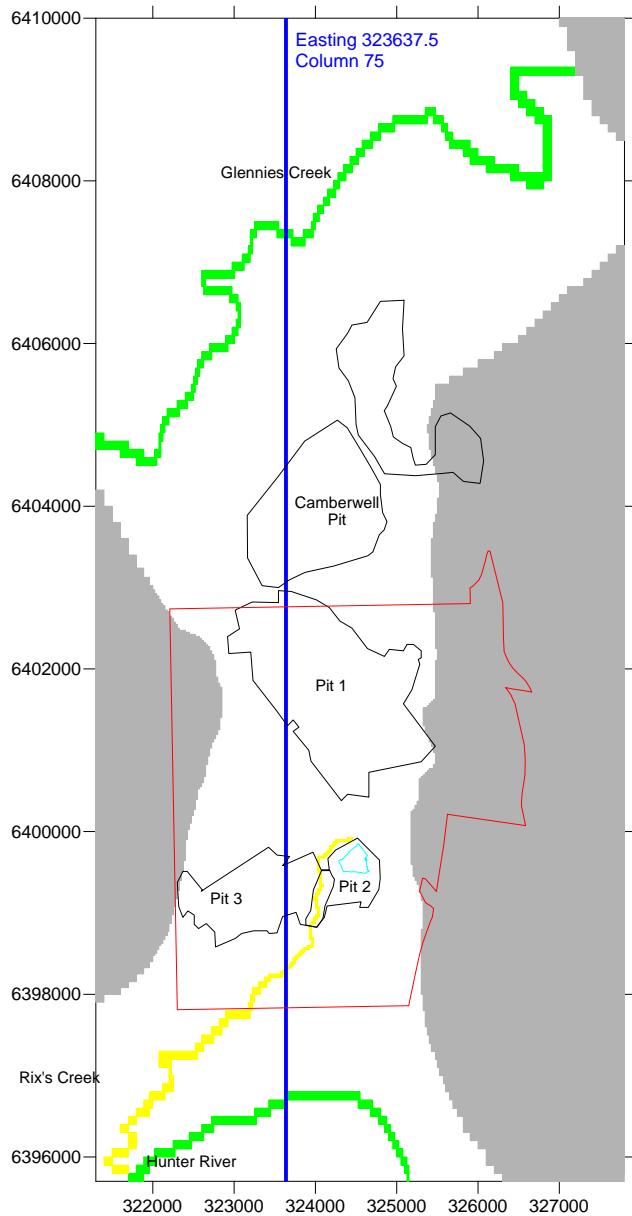 6410000
Easting 323637.5
Column 75
Glennies Creek
6408000
6406000
6404000
Camberwell
Pit
6402000
Pit 1
6400000
Pit 2
Pit 3
6398000
Rix's Creek
Hunter River
6396000
322000 323000 324000 325000 326000 327000